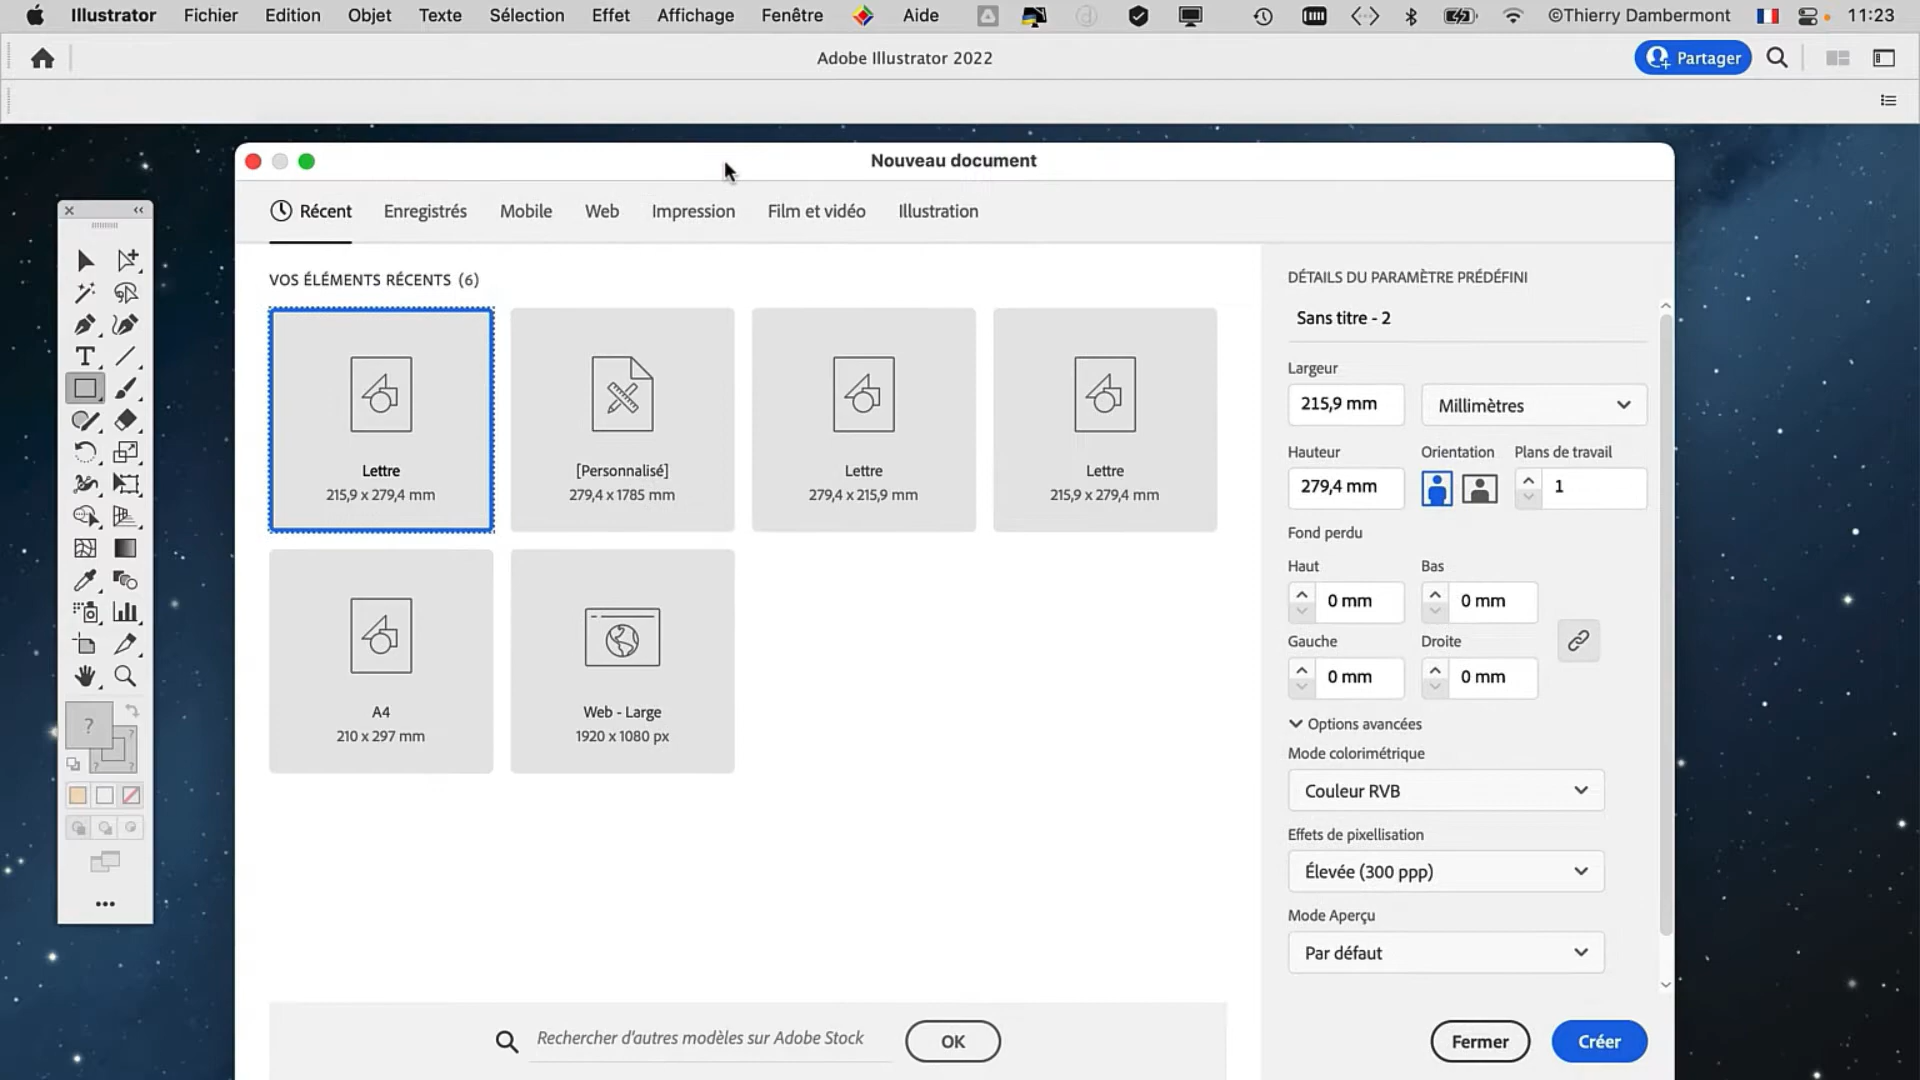 Illustrator Fichier Edition Objet Texte Sélection Effet Affichage Fenêtre Aide ©Thierry Dambermont 11:23
Adobe Illustrator 2022
Partager
Nouveau document
Récent Enregistrés Mobile Web Impression Film et vidéo Illustration
VOS ÉLÉMENTS RÉCENTS (6)
Lettre
215,9 x 279,4 mm
[Personnalisé]
279,4 x 1785 mm
Lettre
279,4 x 215,9 mm
Lettre
215,9 x 279,4 mm
A4
210 x 297 mm
Web - Large
1920 x 1080 px
Rechercher d'autres modèles sur Adobe Stock
OK
DÉTAILS DU PARAMÈTRE PRÉDÉFINI
Sans titre - 2
Largeur
215,9 mm Millimètres
Hauteur Orientation Plans de travail
279,4 mm 1
Fond perdu
Haut Bas
0 mm 0 mm
Gauche Droite
0 mm 0 mm
Options avancées
Mode colorimétrique
Couleur RVB
Effets de pixellisation
Élevée (300 ppp)
Mode Aperçu
Par défaut
Fermer Créer